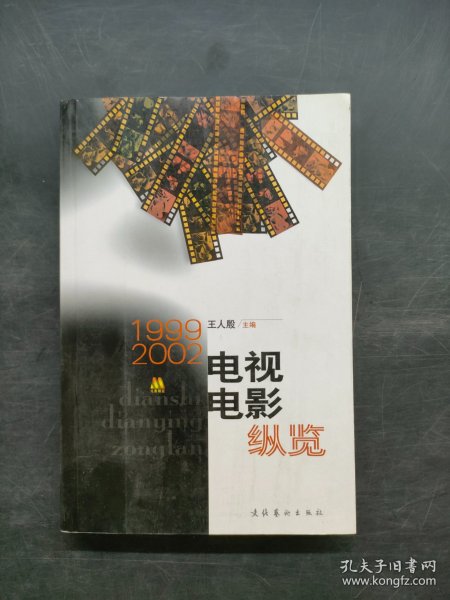 1999
2002
王人殷/主编
电视
电影
纵览
dianshi
dianying
zonglan
文化艺术出版社
孔夫子旧书网
www.kongfz.com